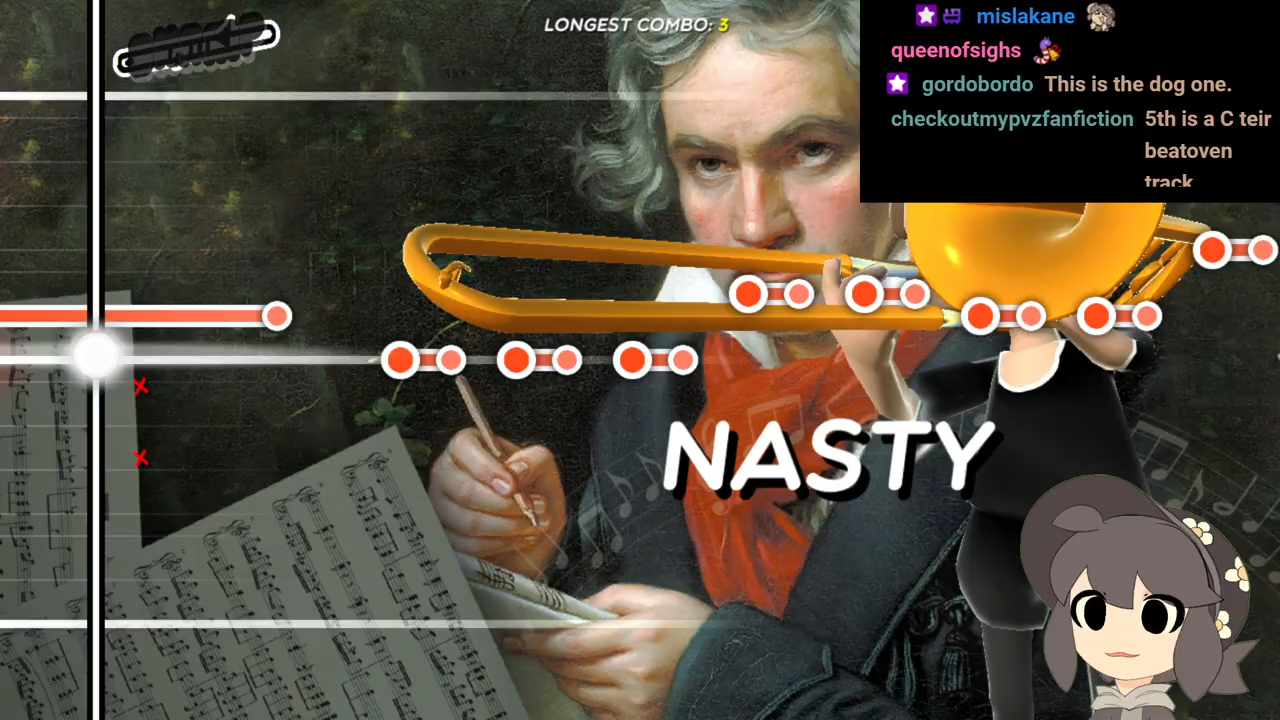 LONGEST COMBO: 3
mislakane
queenofsighs
gordobordo This is the dog one.
checkoutmypvzfanfiction 5th is a C teir
beatoven
track
NASTY